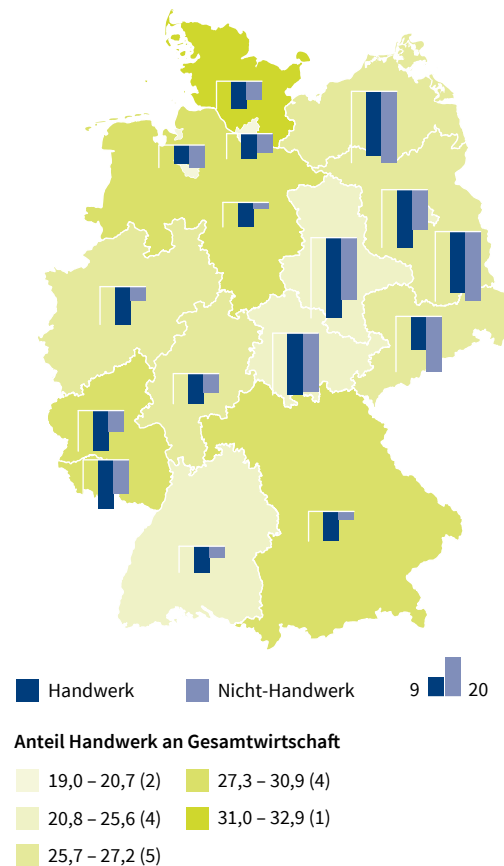 Handwerk Nicht-Handwerk 9 20
Anteil Handwerk an Gesamtwirtschaft
19,0 – 20,7 (2) 27,3 – 30,9 (4)
20,8 – 25,6 (4) 31,0 – 32,9 (1)
25,7 – 27,2 (5)